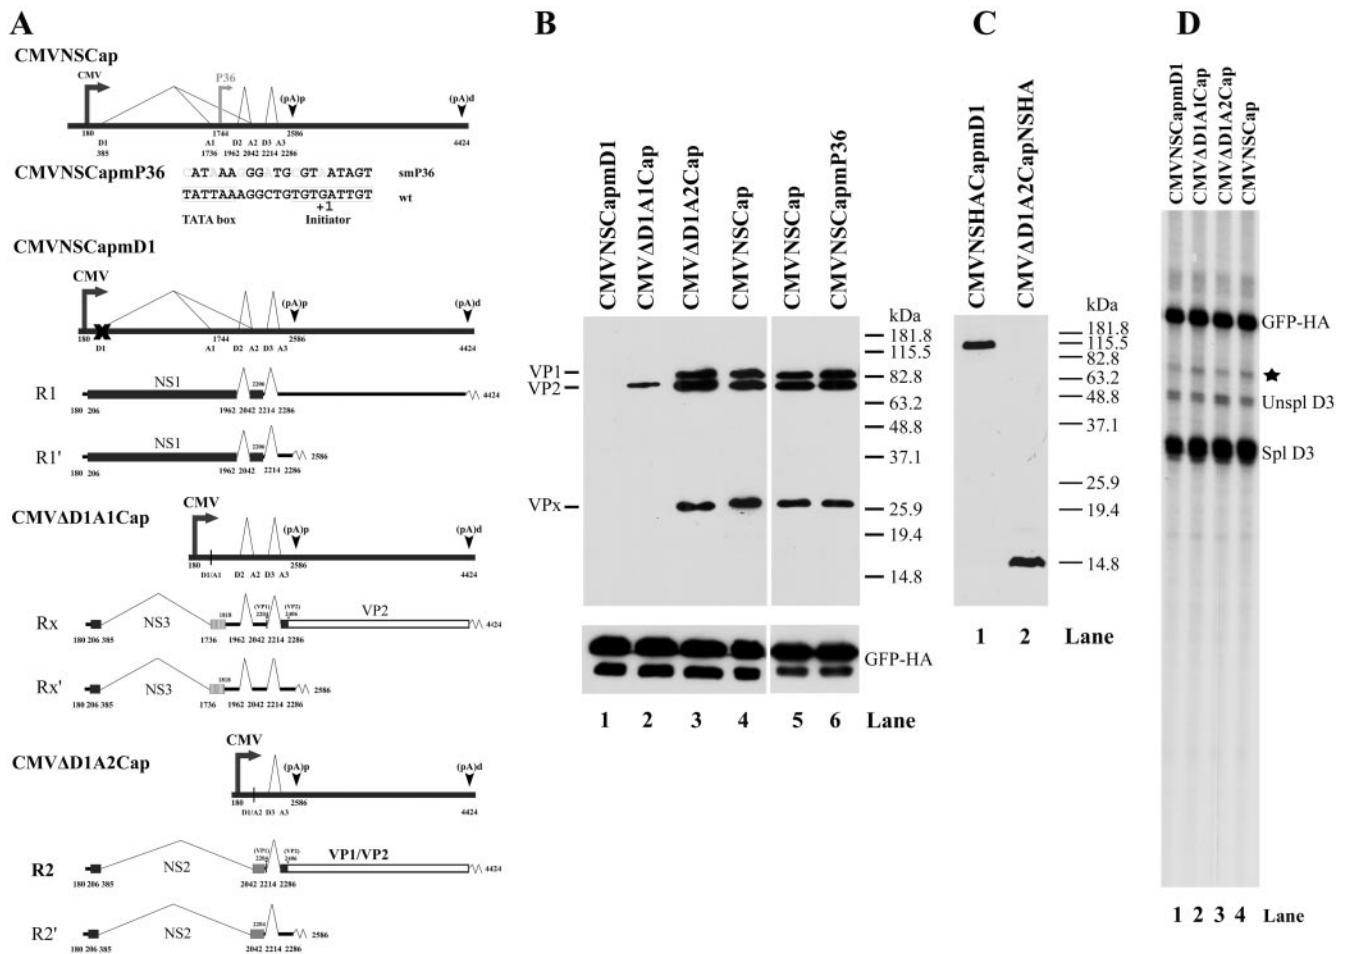 A
CMVNSCap
CMV
P36
(pA)p
(pA)d
180
1744
2586
4424
D1
A1
D2
A2
D3
A3
385
1736
1962
2042
2214
2286
CMVNSCapmP36
CATAAAGGGATGCGTAATAGT
smP36
TATTAAAGGCTGTGTGATTGT
wt
+1
TATA box
Initiator
CMVNSCapmD1
CMV
(pA)p
(pA)d
180
1744
2586
4424
D1
A1
D2
A2
D3
A3
R1
NS1
2206
4424
180 206
1962 2042
2214 2286
R1'
NS1
2206
2586
180 206
1962 2042
2214 2286
CMVΔD1A1Cap
CMV
(pA)p
(pA)d
180
2586
4424
D1/A1
D2
A2
D3
A3
Rx
NS3
1818
(VP1)
2204
(VP2)
2406
VP2
4424
180 206 385
1736
1962 2042 2214 2286
Rx'
NS3
1818
2586
180 206 385
1736
1962 2042 2214 2286
CMVΔD1A2Cap
CMV
(pA)p
(pA)d
180
2586
4424
D1/A2
D3
A3
R2
NS2
(VP1)
2204
(VP2)
2406
VP1/VP2
4424
180 206 385
2042 2214 2286
R2'
NS2
2204
2586
180 206 385
2042 2214 2286
B
CMVNSCapmD1
CMVΔD1A1Cap
CMVΔD1A2Cap
CMVNSCap
CMVNSCap
CMVNSCapmP36
kDa
181.8
115.5
82.8
63.2
48.8
37.1
25.9
19.4
14.8
VP1
VP2
VPx
GFP-HA
1 2 3 4 5 6 Lane
C
CMVNSHACapmD1
CMVΔD1A2CapNSHA
kDa
181.8
115.5
82.8
63.2
48.8
37.1
25.9
19.4
14.8
1 2 Lane
D
CMVNSCapmD1
CMVΔD1A1Cap
CMVΔD1A2Cap
CMVNSCap
GFP-HA
Unspl D3
Spl D3
1 2 3 4 Lane